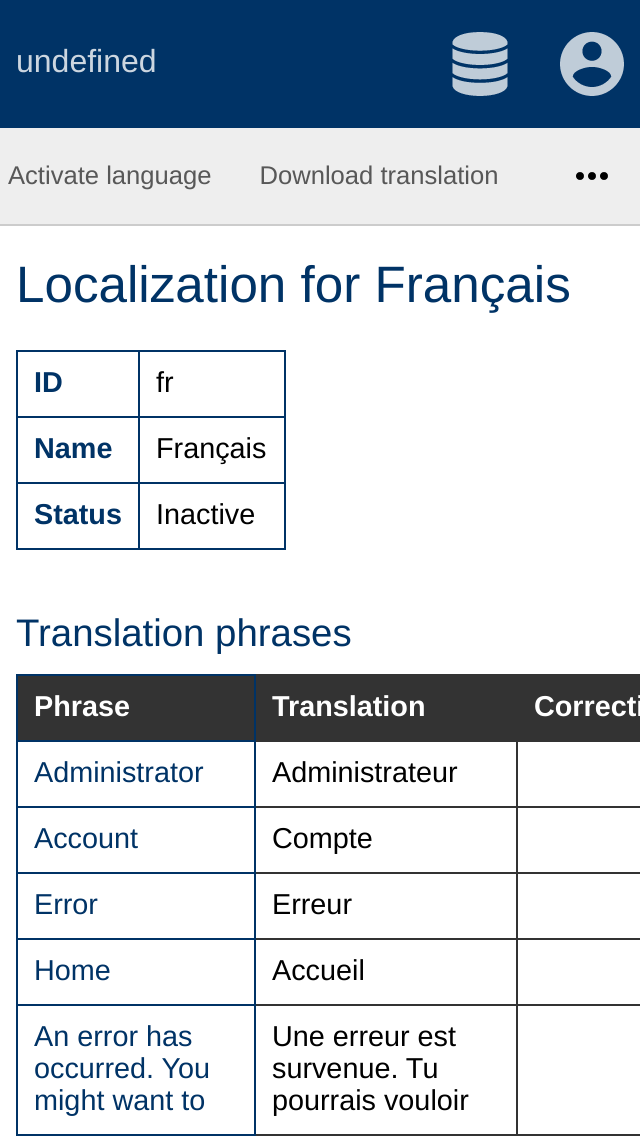 undefined
Activate language Download translation
Localization for Français
ID fr
Name Français
Status Inactive
Translation phrases
Phrase Translation Correcti
Administrator Administrateur
Account Compte
Error Erreur
Home Accueil
An error has Une erreur est
occurred. You survenue. Tu
might want to pourrais vouloir